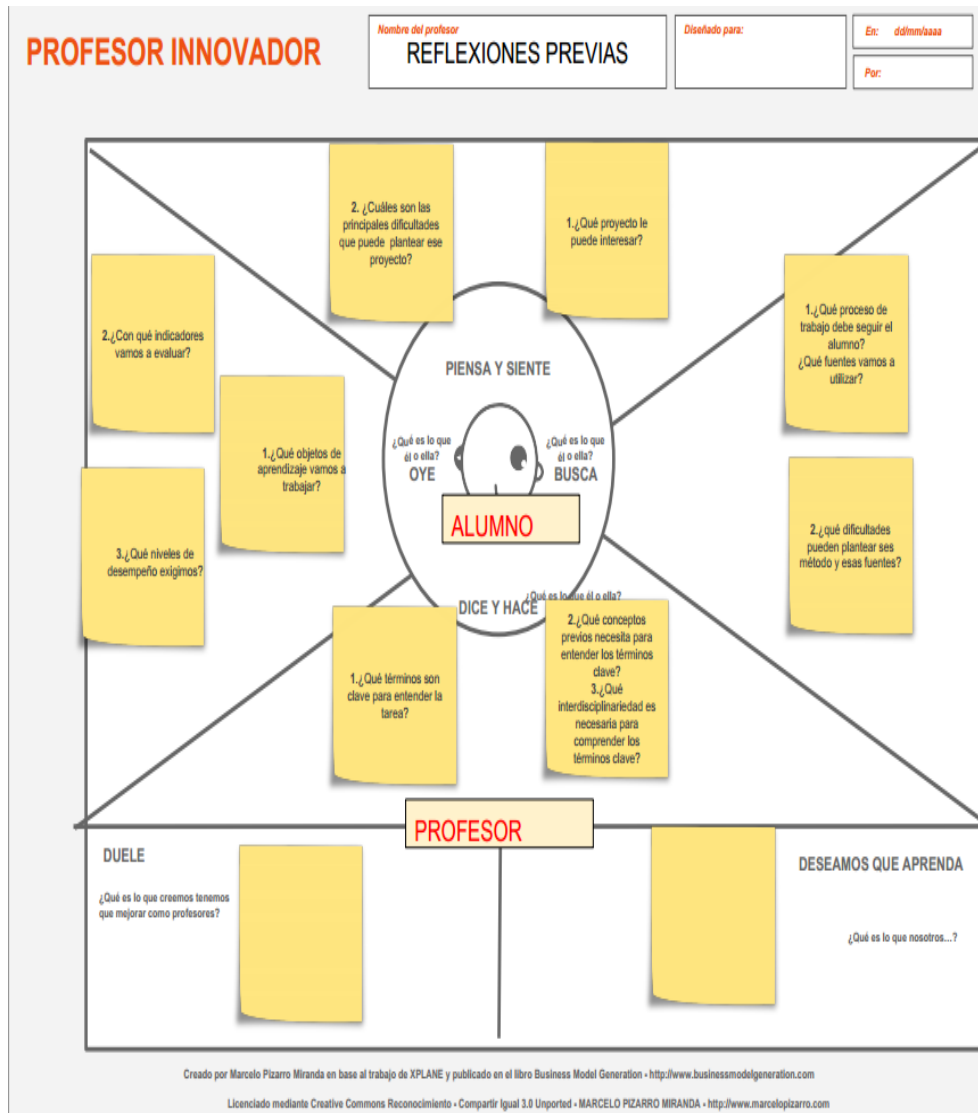 PROFESOR INNOVADOR
Nombre del profesor
REFLEXIONES PREVIAS
Diseñado para:
En: dd/mm/aaaa
Por:
2. ¿Cuáles son las
principales dificultades
que puede plantear ese
proyecto?
1.¿Qué proyecto le
puede interesar?
2.¿Con qué indicadores
vamos a evaluar?
1.¿Qué proceso de
trabajo debe seguir el
alumno?
¿Qué fuentes vamos a
utilizar?
PIENSA Y SIENTE
¿Qué es lo que
él o ella?
OYE
¿Qué es lo que
él o ella?
BUSCA
1.¿Qué objetos de
aprendizaje vamos a
trabajar?
ALUMNO
3.¿Qué niveles de
desempeño exigimos?
2.¿qué dificultades
pueden plantear ses
método y esas fuentes?
DICE Y HACE
¿Qué es lo que él o ella?
1.¿Qué términos son
clave para entender la
tarea?
2.¿Qué conceptos
previos necesita para
entender los términos
clave?
3.¿Qué
interdisciplinariedad es
necesaria para
comprender los
términos clave?
PROFESOR
DUELE
¿Qué es lo que creemos tenemos
que mejorar como profesores?
DESEAMOS QUE APRENDA
¿Qué es lo que nosotros...?
Creado por Marcelo Pizarro Miranda en base al trabajo de XPLANE y publicado en el libro Business Model Generation - http://www.businessmodelgeneration.com
Licenciado mediante Creative Commons Reconocimiento - Compartir Igual 3.0 Unported - MARCELO PIZARRO MIRANDA - http://www.marcelopizarro.com